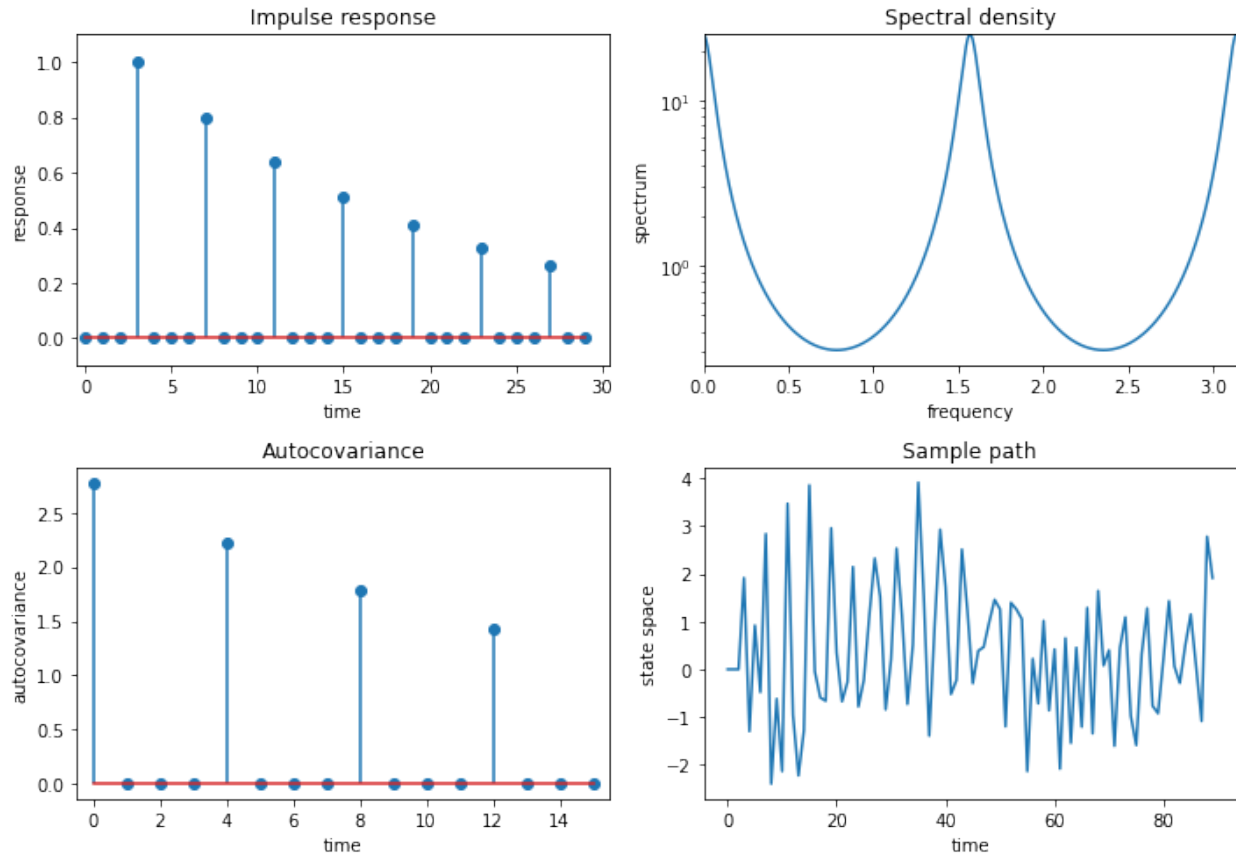 Impulse response
1.0
0.8
0.6
0.4
0.2
0.0
response
0 5 10 15 20 25 30
time
Spectral density
10^1
10^0
spectrum
0.0 0.5 1.0 1.5 2.0 2.5 3.0
frequency
Autocovariance
2.5
2.0
1.5
1.0
0.5
0.0
autocovariance
0 2 4 6 8 10 12 14
time
Sample path
4
3
2
1
0
−1
−2
state space
0 20 40 60 80
time